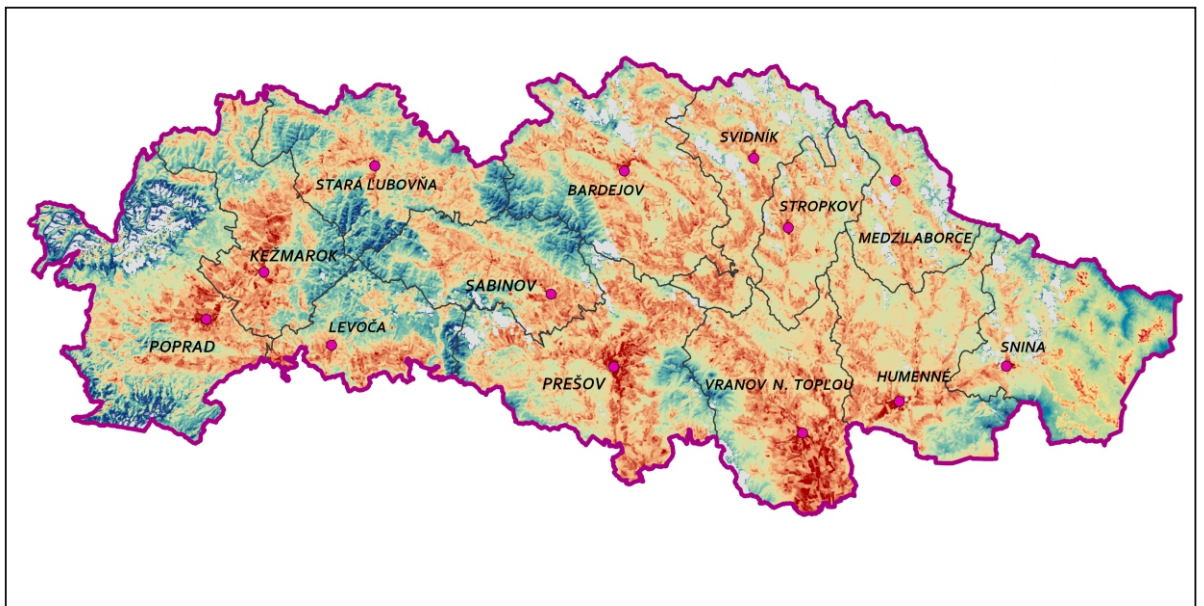 SVIDNÍK
STARÁ ĽUBOVŇA
BARDEJOV
STROPKOV
MEDZILABORCE
KEŽMAROK
SABINOV
LEVOČA
POPRAD
SNINA
PREŠOV
VRANOV N. TOPĽOU
HUMENNÉ